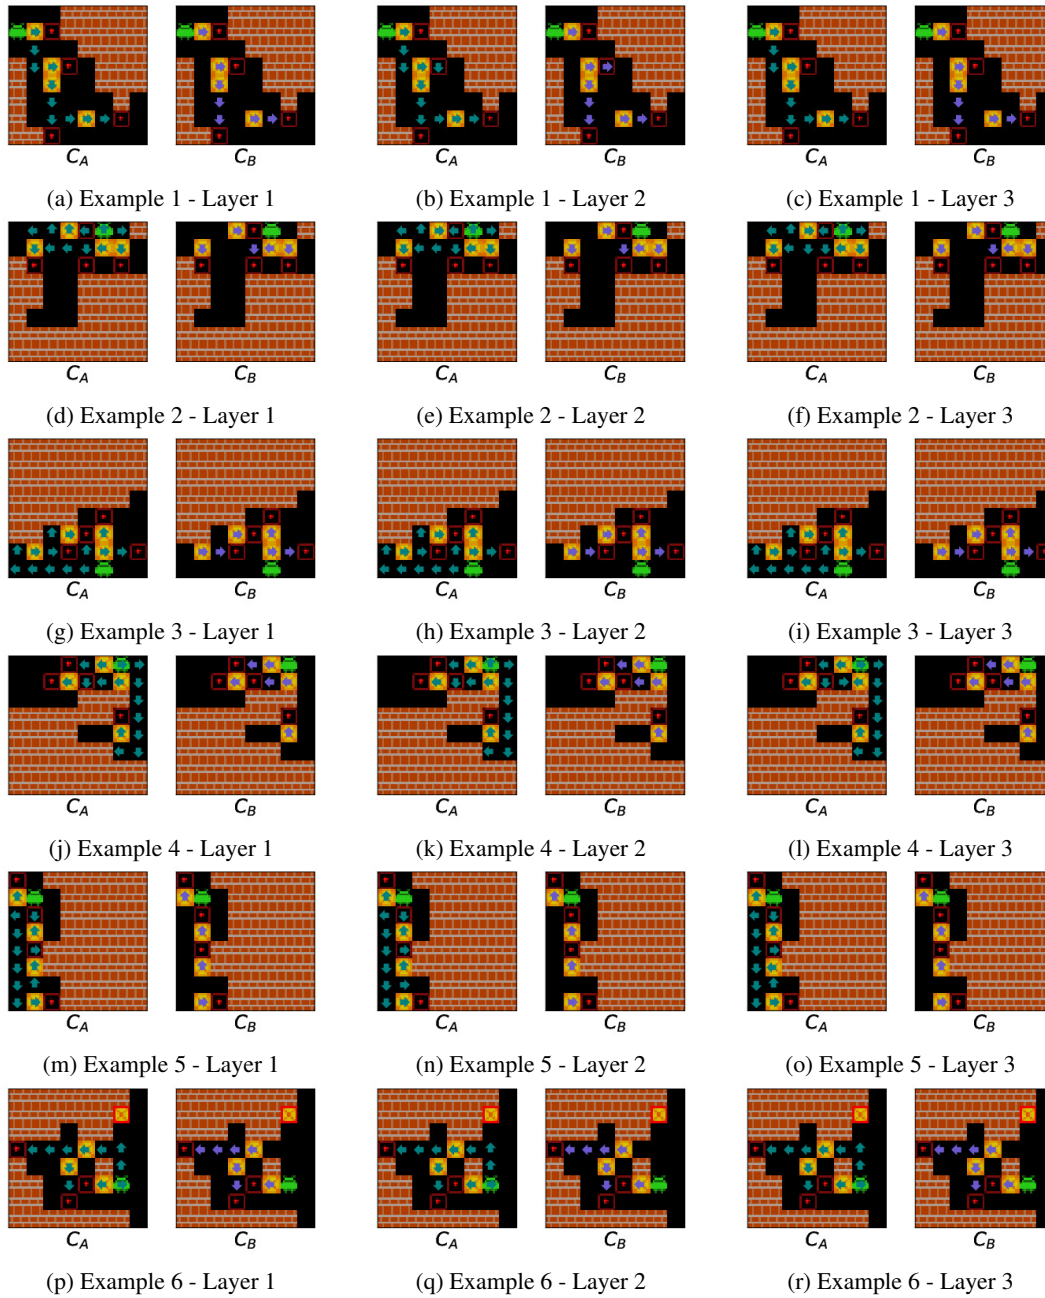 C_A C_B C_A C_B C_A C_B
(a) Example 1 - Layer 1 (b) Example 1 - Layer 2 (c) Example 1 - Layer 3
C_A C_B C_A C_B C_A C_B
(d) Example 2 - Layer 1 (e) Example 2 - Layer 2 (f) Example 2 - Layer 3
C_A C_B C_A C_B C_A C_B
(g) Example 3 - Layer 1 (h) Example 3 - Layer 2 (i) Example 3 - Layer 3
C_A C_B C_A C_B C_A C_B
(j) Example 4 - Layer 1 (k) Example 4 - Layer 2 (l) Example 4 - Layer 3
C_A C_B C_A C_B C_A C_B
(m) Example 5 - Layer 1 (n) Example 5 - Layer 2 (o) Example 5 - Layer 3
C_A C_B C_A C_B C_A C_B
(p) Example 6 - Layer 1 (q) Example 6 - Layer 2 (r) Example 6 - Layer 3